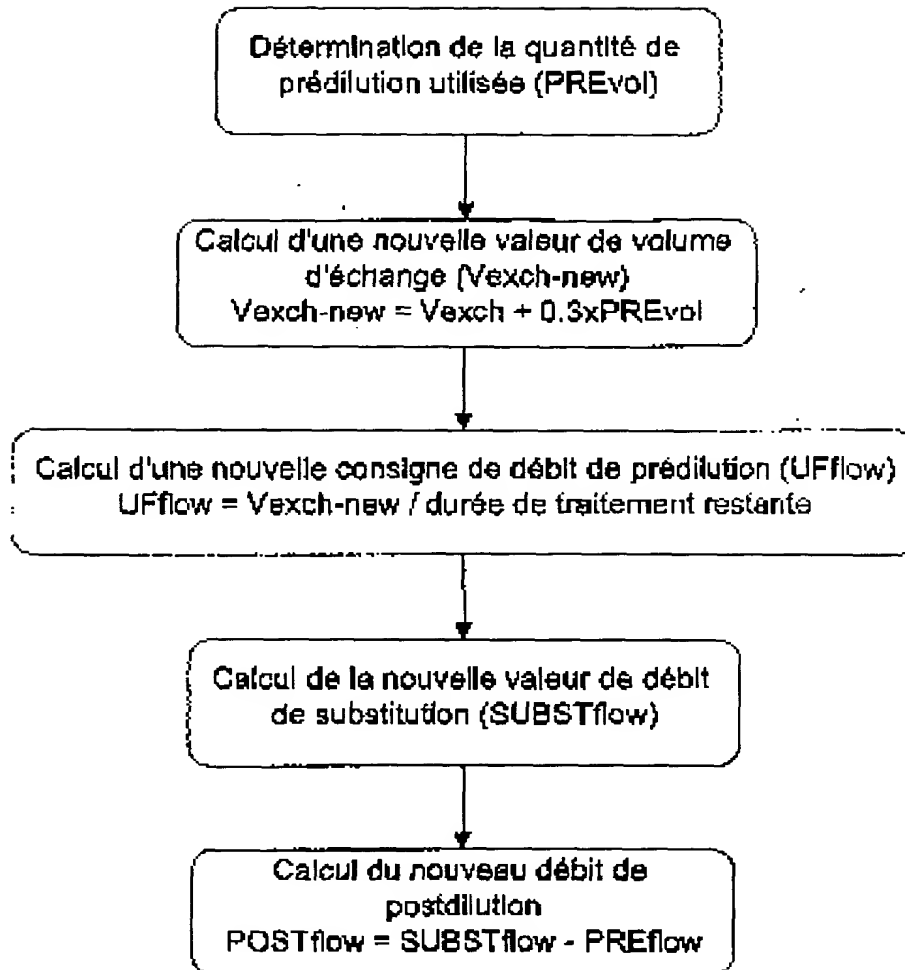 Détermination de la quantité de
prédilution utilisée (PREvol)
Calcul d'une nouvelle valeur de volume
d'échange (Vexch-new)
Vexch-new = Vexch + 0.3xPREvol
Calcul d'une nouvelle consigne de débit de prédilution (UFflow)
UFflow = Vexch-new / durée de traitement restante
Calcul de la nouvelle valeur de débit
de substitution (SUBSTflow)
Calcul du nouveau débit de
postdilution
POSTflow = SUBSTflow - PREflow